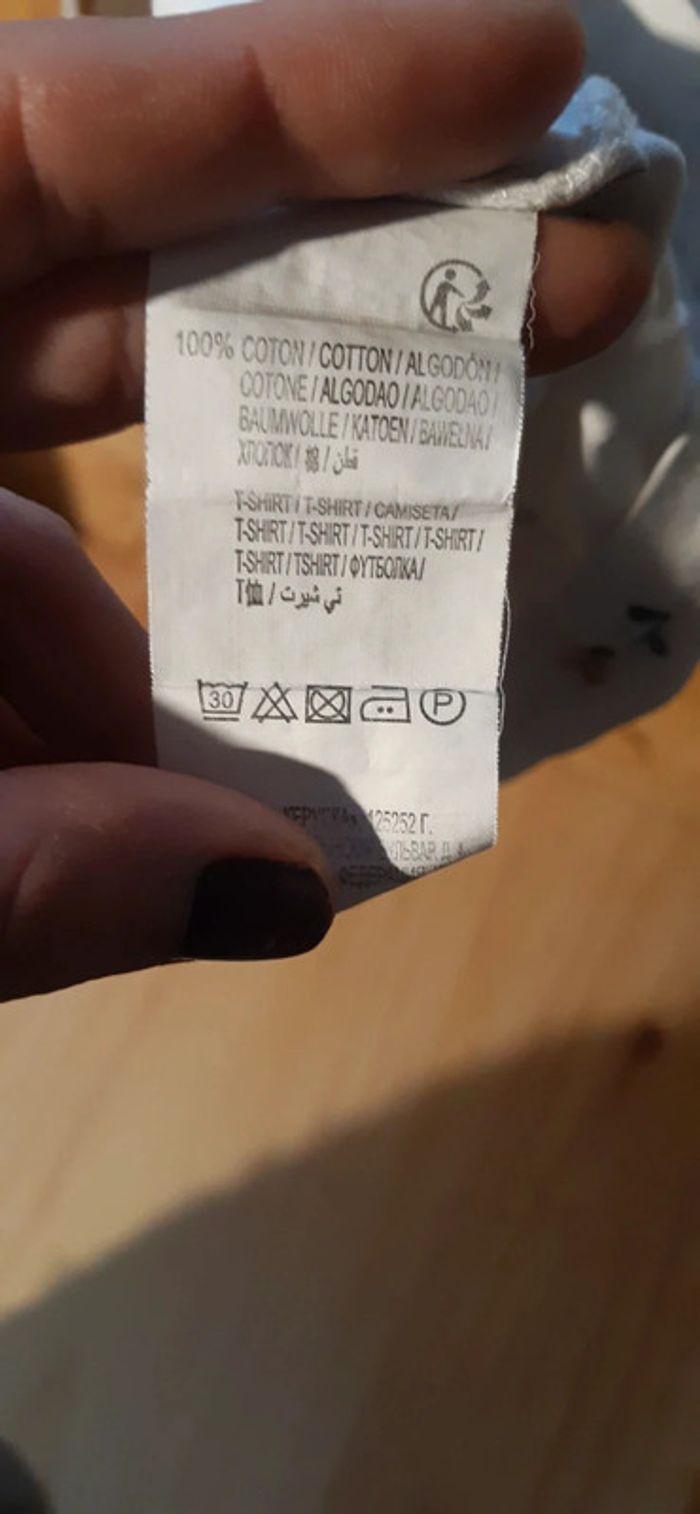 100% COTON / COTTON / ALGODÓN /
COTONE / ALGODAO / ALGODAO /
BAUMWOLLE / KATOEN / BAWEŁNA /
ХЛОПОК / 棉 / قطن
T-SHIRT / T-SHIRT / CAMISETA /
T-SHIRT / T-SHIRT / T-SHIRT / T-SHIRT /
T-SHIRT / TSHIRT / ФУТБОЛКА /
T恤 / تي شيرت
30 P
125252 Г.